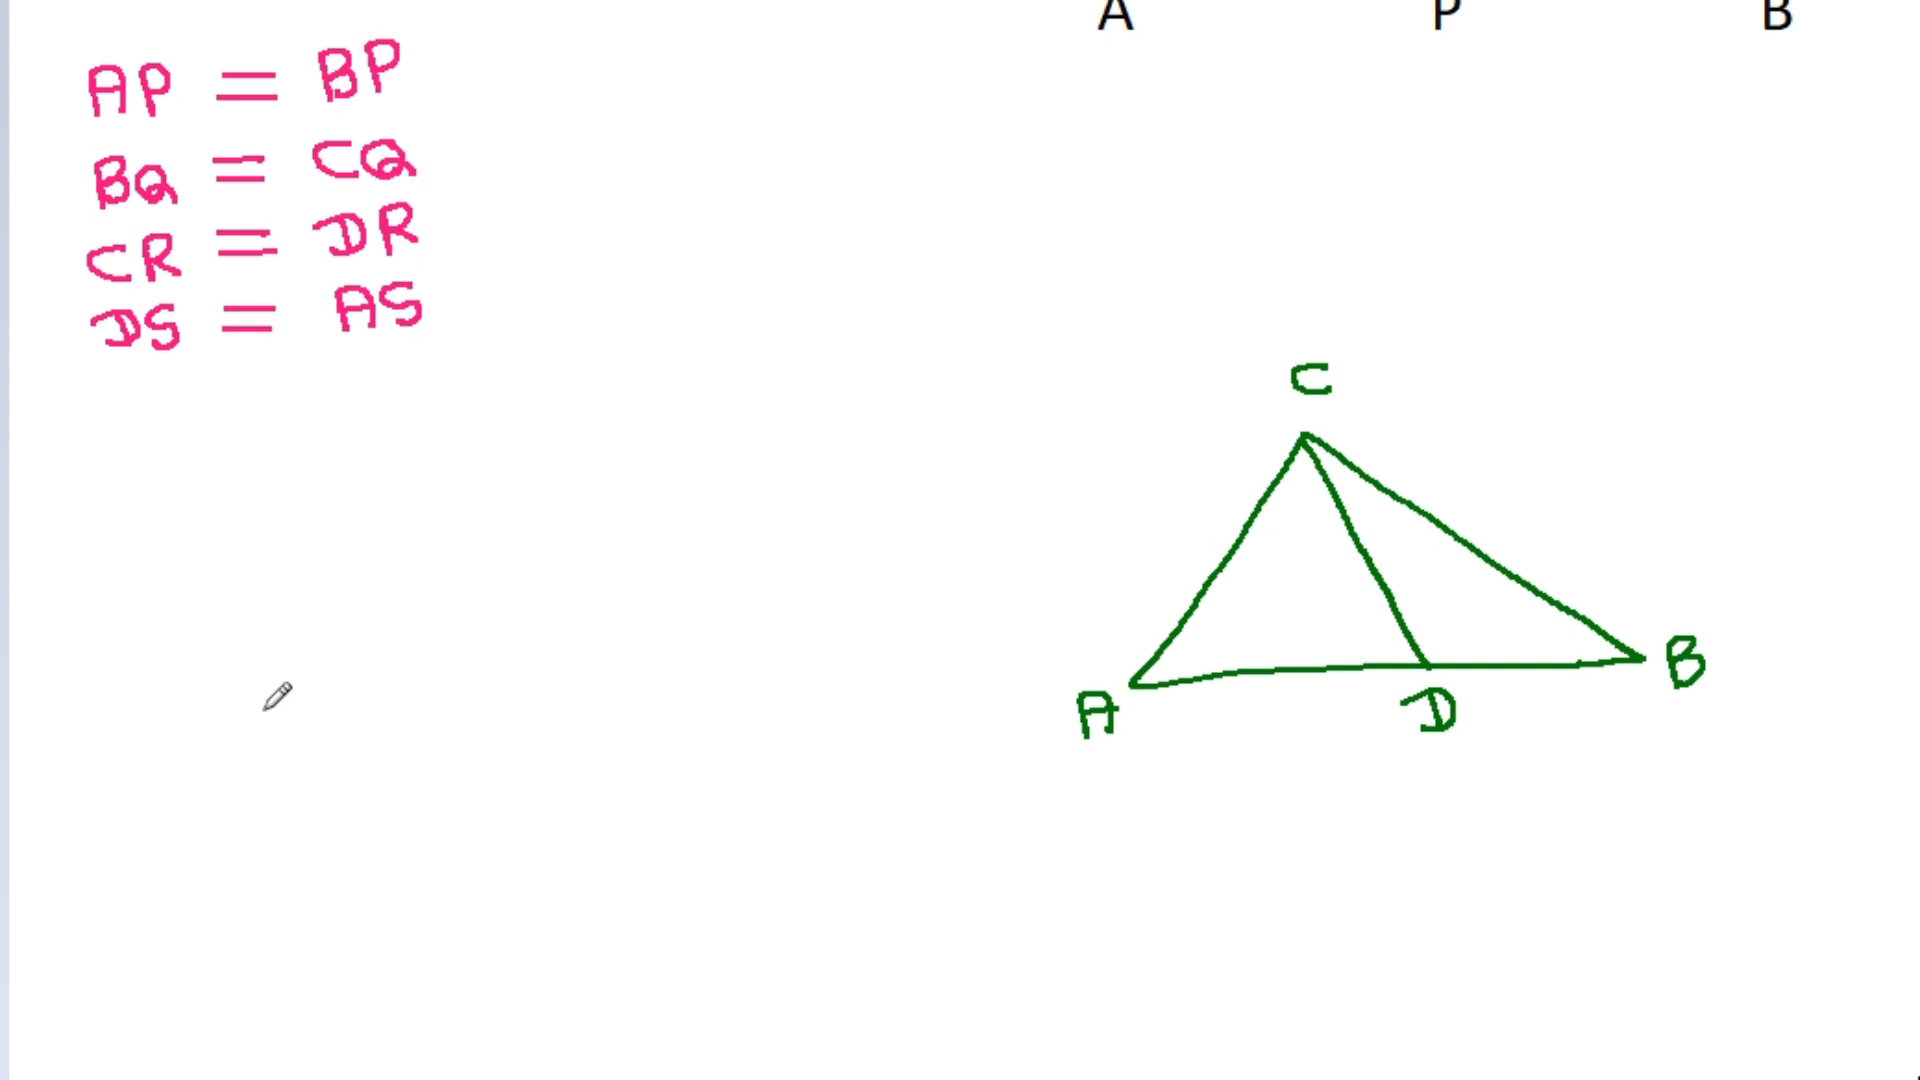 A P B
AP = BP
BQ = CQ
CR = DR
DS = AS
C
B
A D